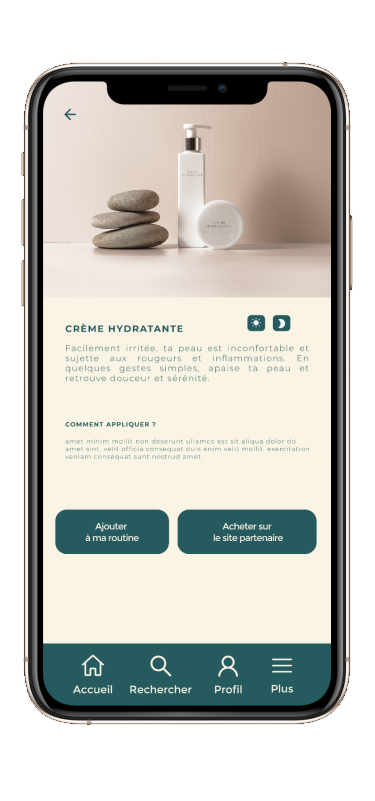 CRÈME HYDRATANTE
Facilement irritée, ta peau est inconfortable et
sujette aux rougeurs et inflammations. En
quelques gestes simples, apaise ta peau et
retrouve douceur et sérénité.
COMMENT APPLIQUER ?
amet minim mollit non deserunt ullamco est sit aliqua dolor do
amet sint. velit officia consequat duis enim velit mollit. exercitation
veniam consequat sunt nostrud amet.
Ajouter
à ma routine
Acheter sur
le site partenaire
Accueil
Rechercher
Profil
Plus